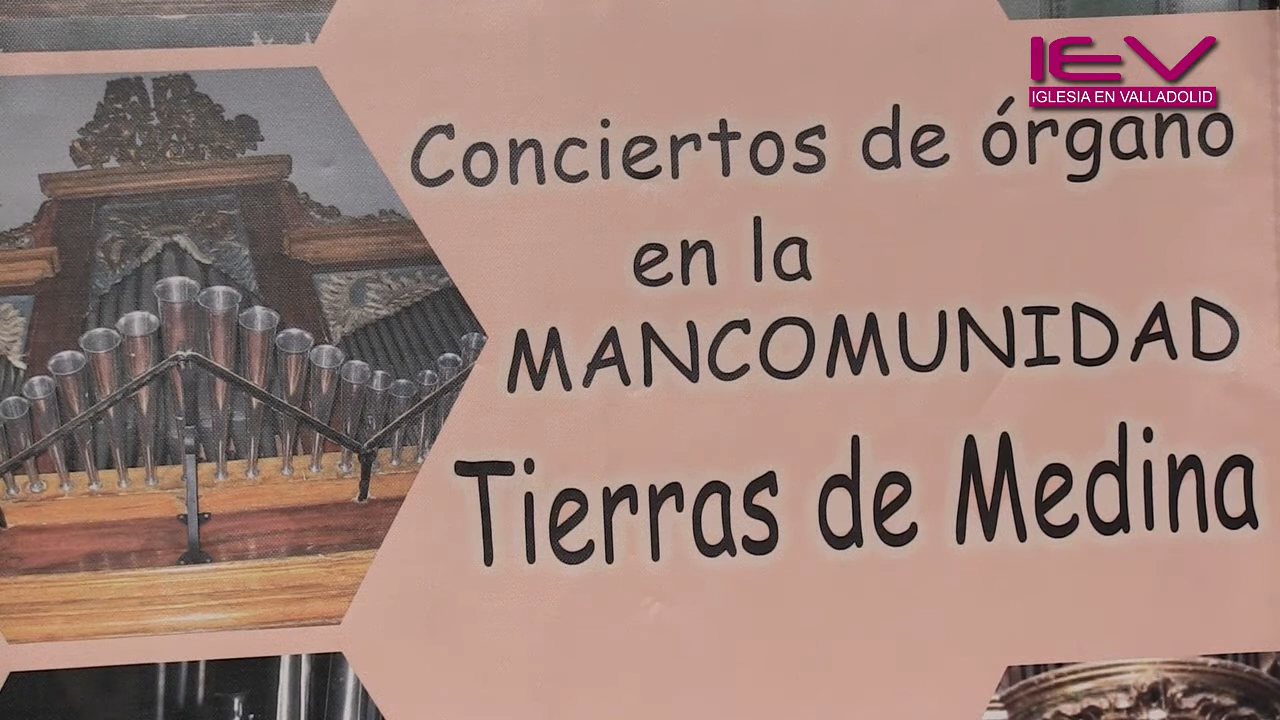 IEV
IGLESIA EN VALLADOLID
Conciertos de órgano
en la
MANCOMUNIDAD
Tierras de Medina